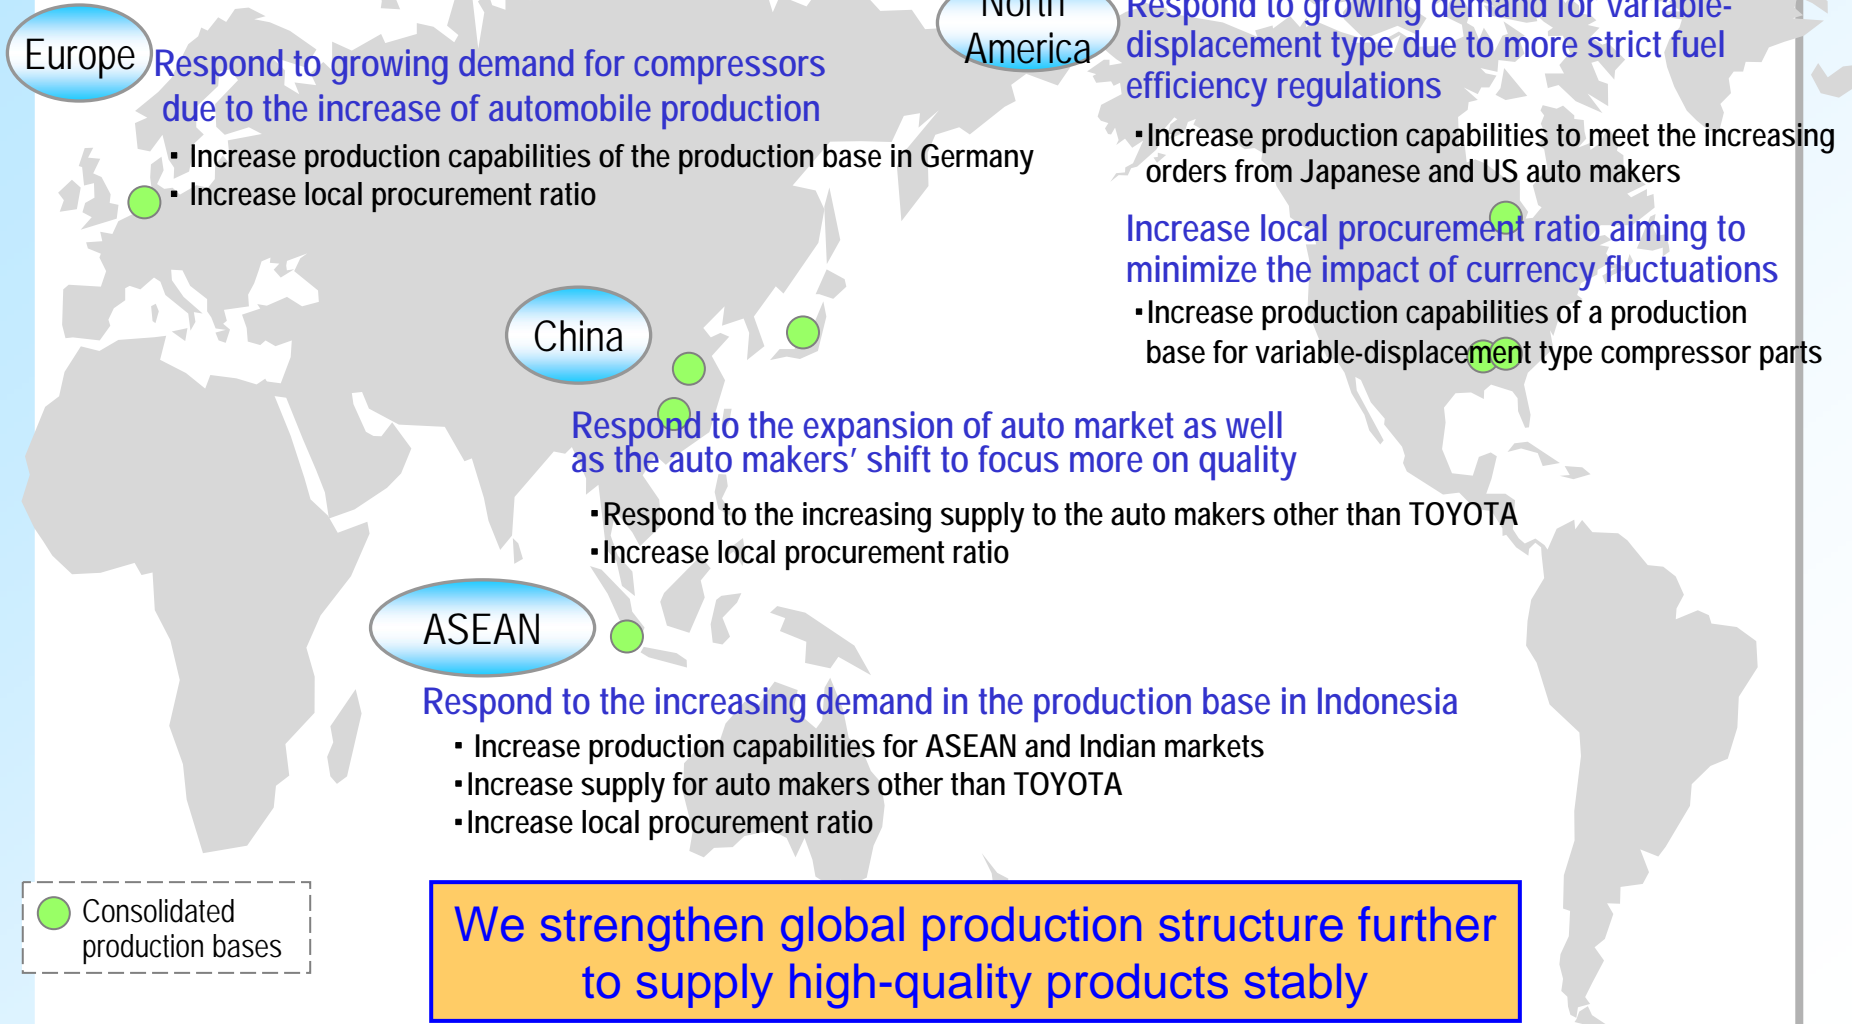 Europe
Respond to growing demand for compressors
due to the increase of automobile production
▪ Increase production capabilities of the production base in Germany
▪ Increase local procurement ratio
North
America
Respond to growing demand for variable-
displacement type due to more strict fuel
efficiency regulations
▪Increase production capabilities to meet the increasing
orders from Japanese and US auto makers
Increase local procurement ratio aiming to
minimize the impact of currency fluctuations
▪Increase production capabilities of a production
base for variable-displacement type compressor parts
China
Respond to the expansion of auto market as well
as the auto makers’ shift to focus more on quality
▪Respond to the increasing supply to the auto makers other than TOYOTA
▪Increase local procurement ratio
ASEAN
Respond to the increasing demand in the production base in Indonesia
▪ Increase production capabilities for ASEAN and Indian markets
▪Increase supply for auto makers other than TOYOTA
▪Increase local procurement ratio
Consolidated
production bases
We strengthen global production structure further
to supply high-quality products stably